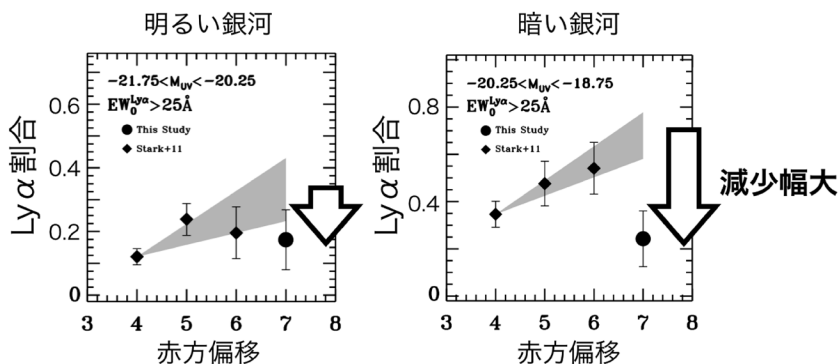 明るい銀河
−21.75<M_UV<−20.25
EW_0^Lyα>25Å
This Study
Stark+11
0.6
0.4
0.2
0
3 4 5 6 7 8
Lyα割合
赤方偏移
暗い銀河
−20.25<M_UV<−18.75
EW_0^Lyα>25Å
This Study
Stark+11
0.8
0.4
0
3 4 5 6 7 8
Lyα割合
赤方偏移
減少幅大